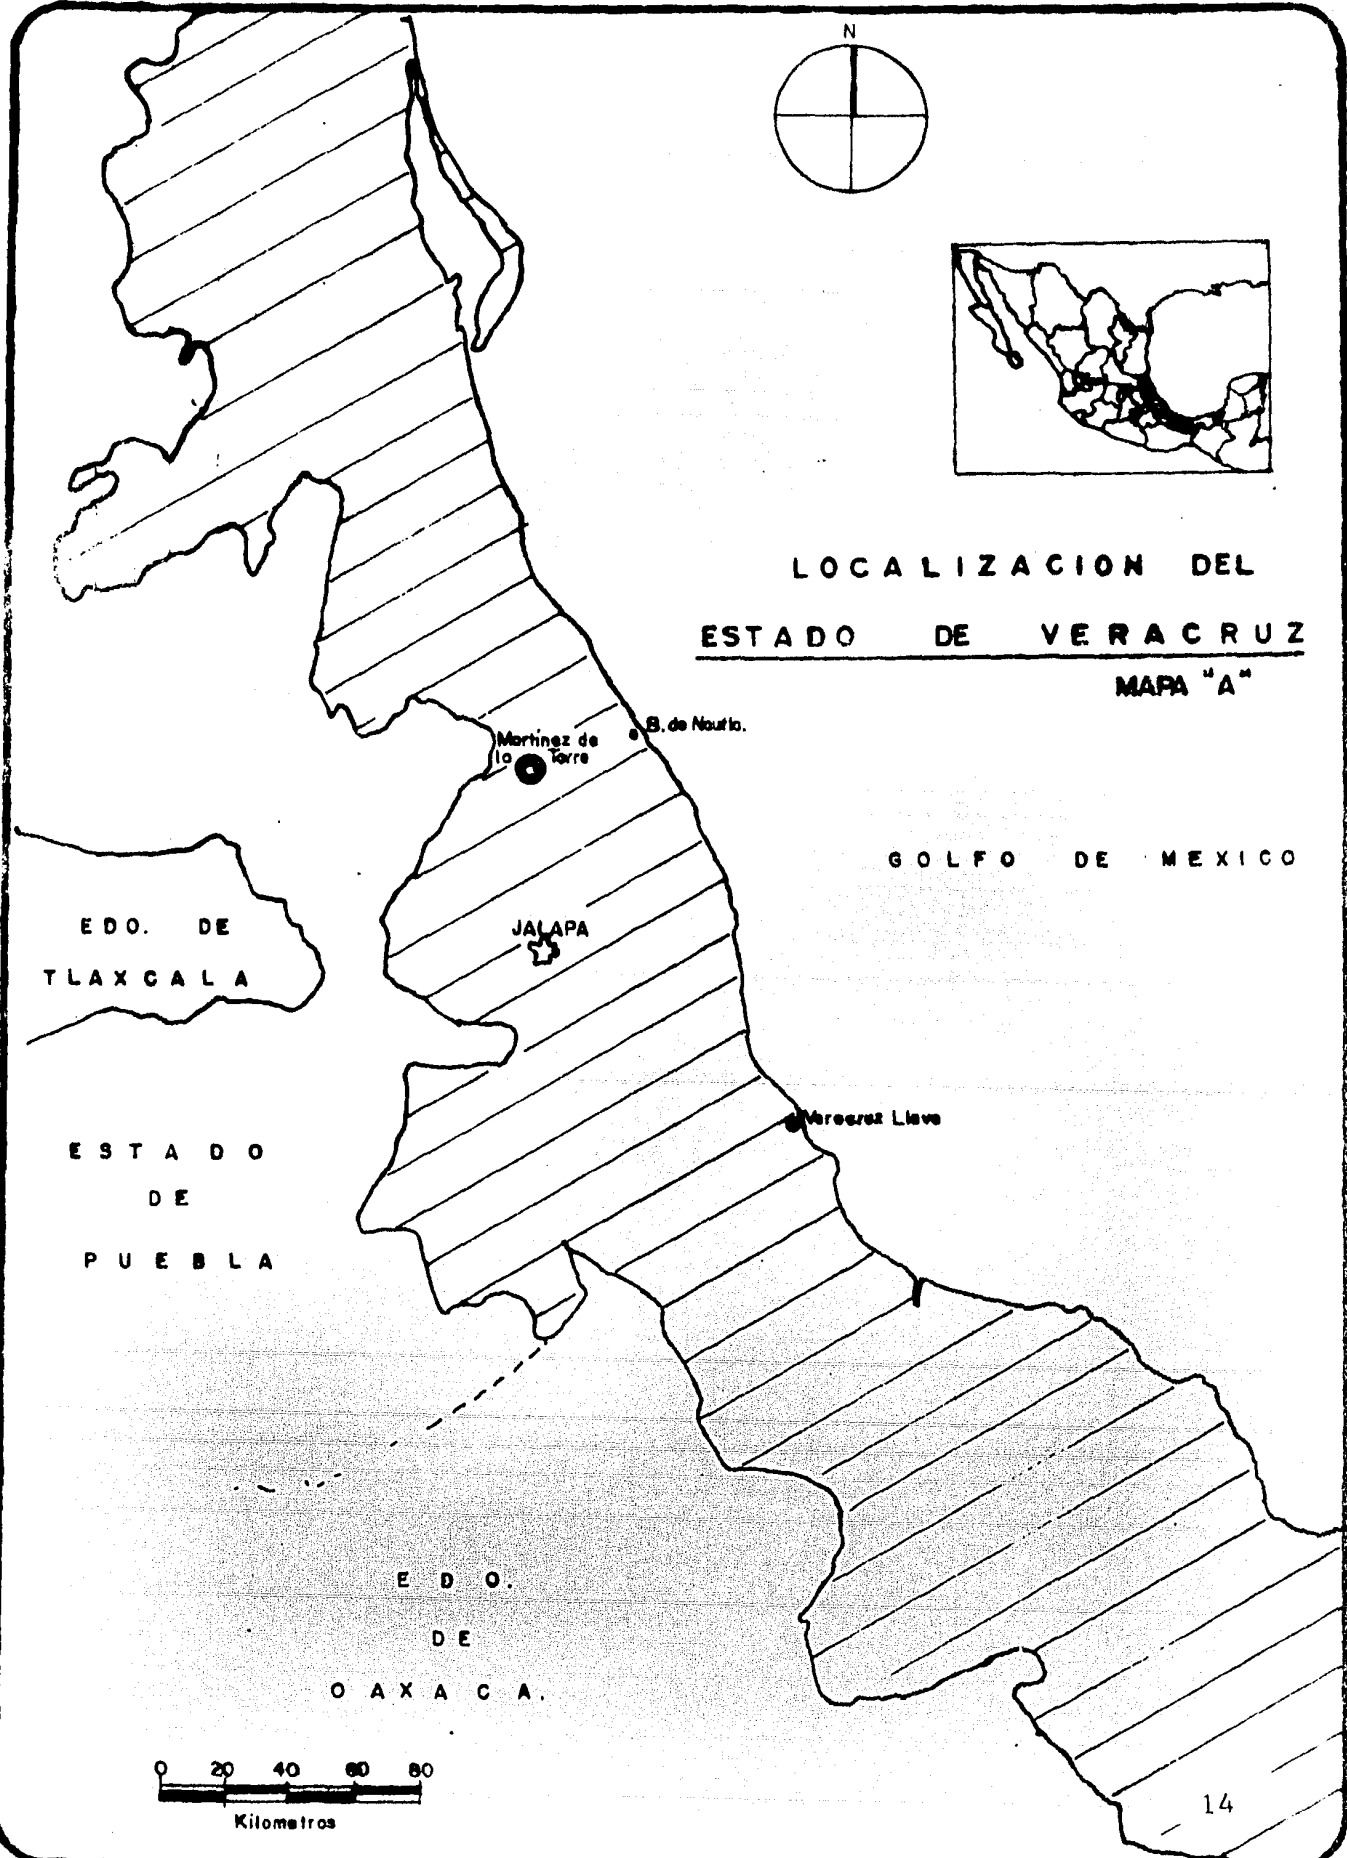 N
LOCALIZACION DEL
ESTADO DE VERACRUZ
MAPA "A"
B. de Nautla.
Martínez de
la Torre
GOLFO DE MEXICO
EDO. DE
TLAXCALA
JALAPA
Veracruz Llave
ESTADO
DE
PUEBLA
EDO.
DE
OAXACA.
0 20 40 60 80
Kilometros
14